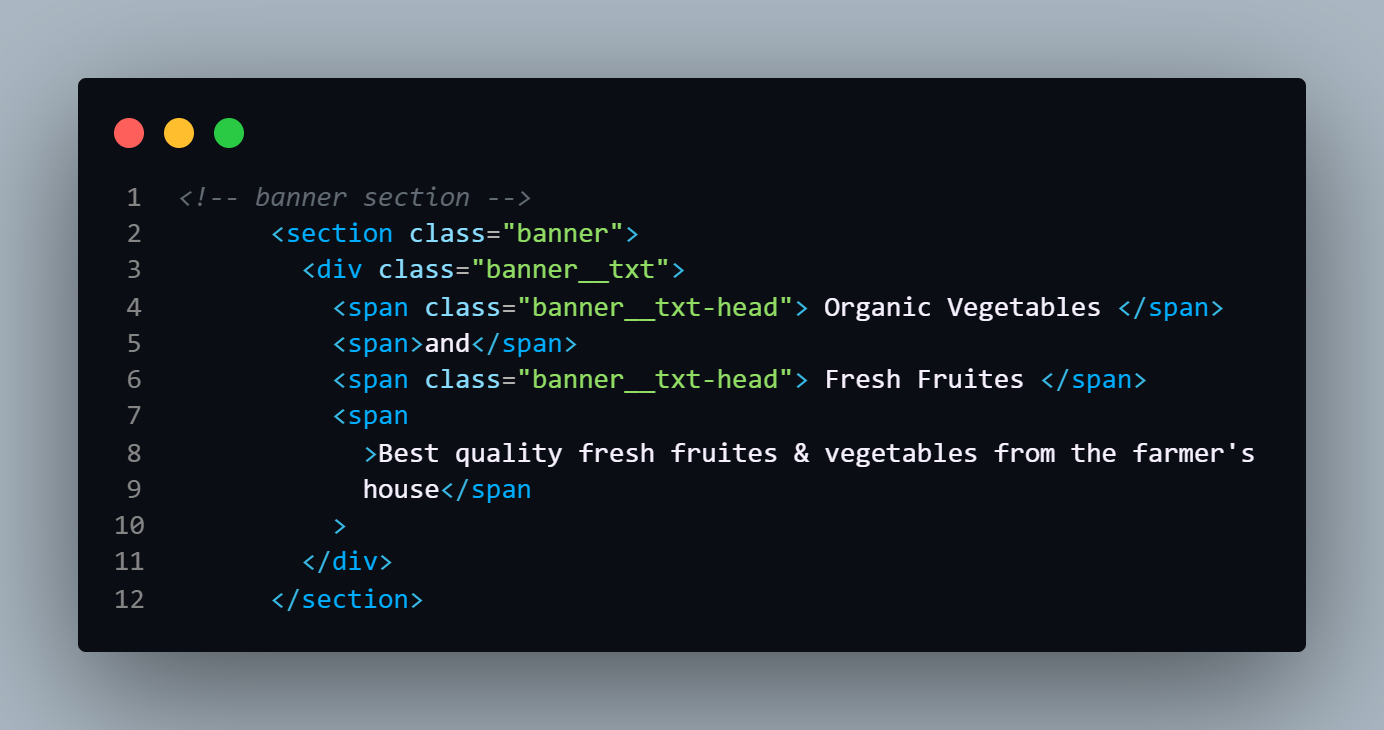 1 <!-- banner section -->
2 <section class="banner">
3 <div class="banner__txt">
4 <span class="banner__txt-head"> Organic Vegetables </span>
5 <span>and</span>
6 <span class="banner__txt-head"> Fresh Fruites </span>
7 <span
8 >Best quality fresh fruites & vegetables from the farmer's
9 house</span
10 >
11 </div>
12 </section>